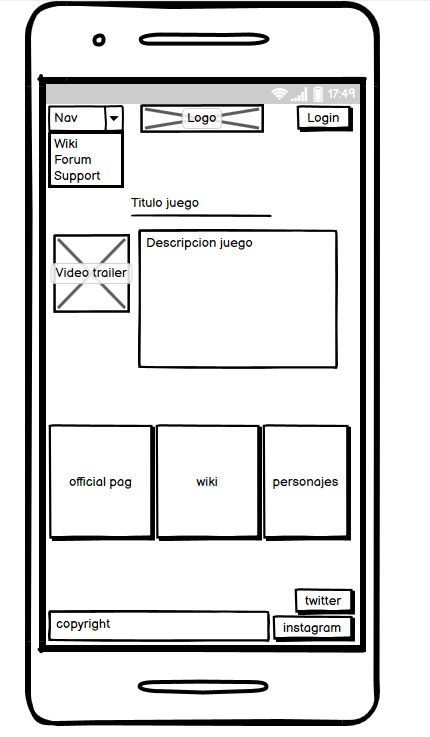 17:49
Nav
Logo
Login
Wiki
Forum
Support
Titulo juego
Descripcion juego
Video trailer
official pag
wiki
personajes
twitter
copyright
instagram